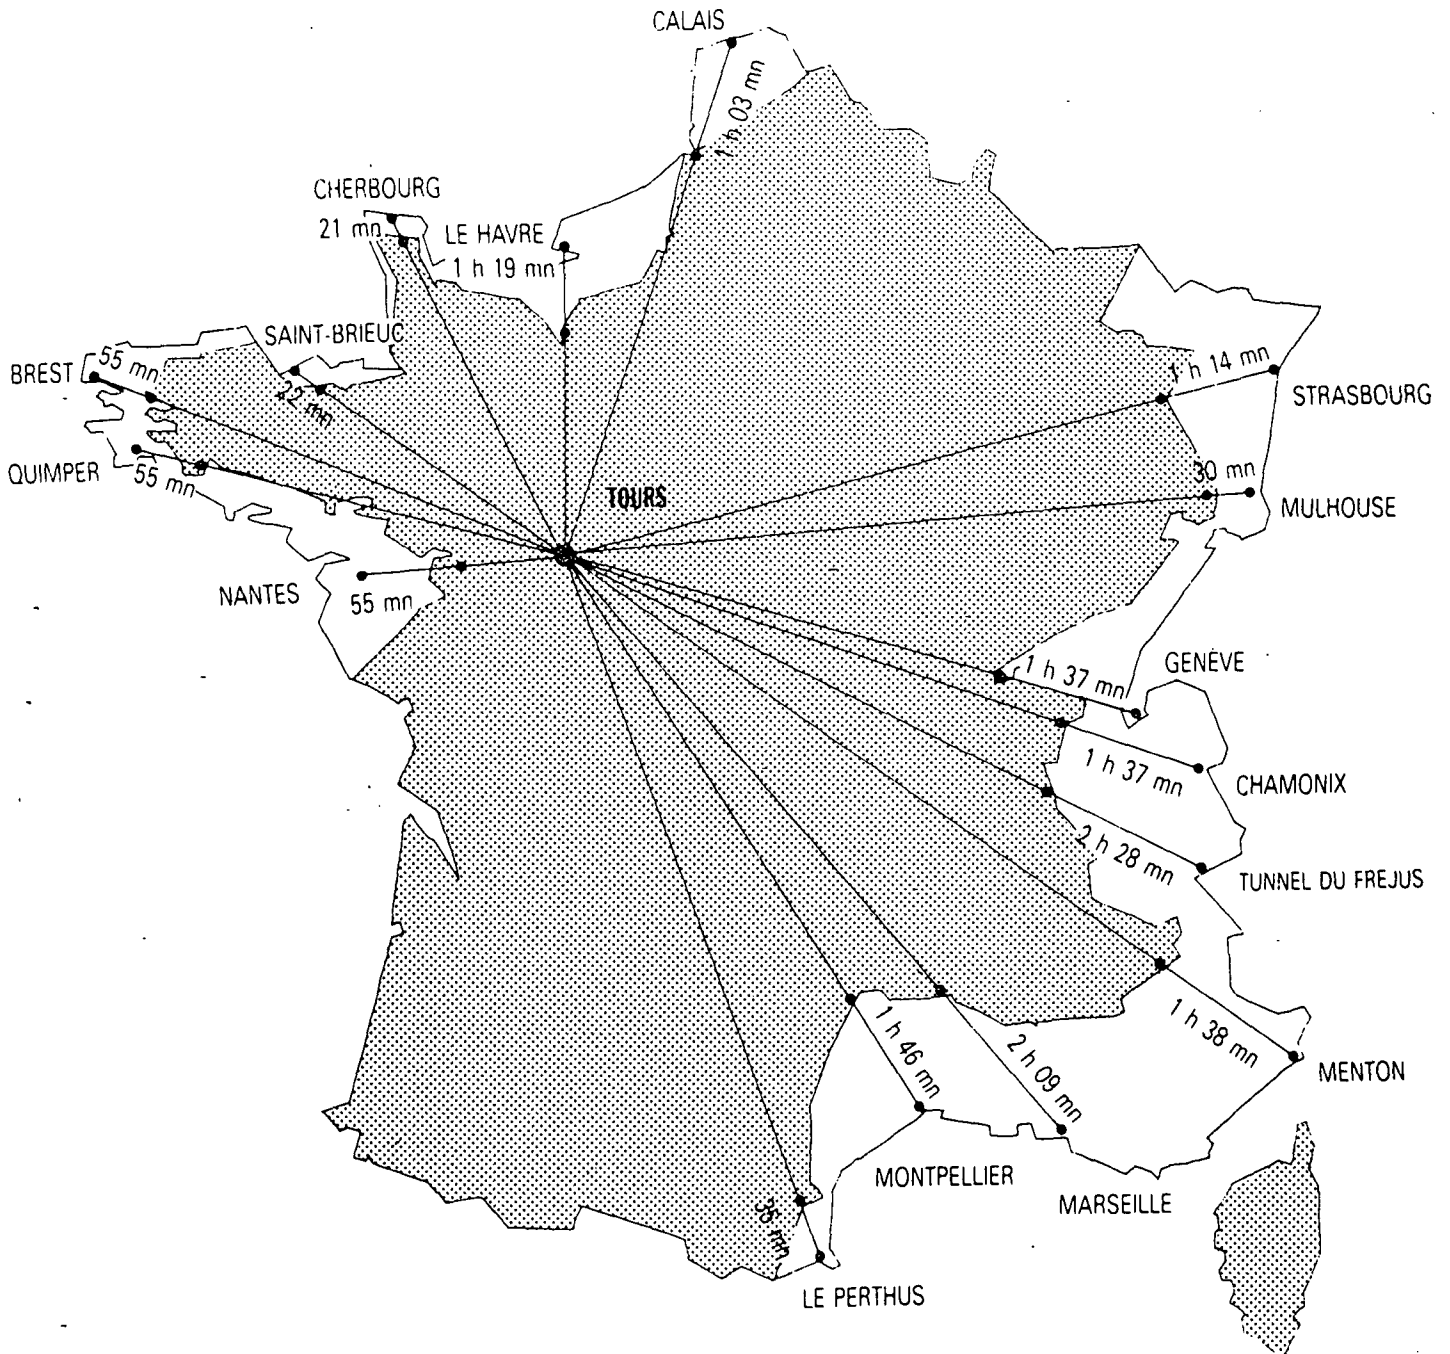 CALAIS
1 h 03 mn
CHERBOURG
21 mn
LE HAVRE
1 h 19 mn
SAINT-BRIEUC
22 mn
BREST
55 mn
QUIMPER
55 mn
1 h 14 mn
STRASBOURG
30 mn
MULHOUSE
TOURS
NANTES
55 mn
GENÈVE
1 h 37 mn
1 h 37 mn
CHAMONIX
2 h 28 mn
TUNNEL DU FREJUS
1 h 38 mn
MENTON
1 h 46 mn
2 h 09 mn
MONTPELLIER
MARSEILLE
35 mn
LE PERTHUS